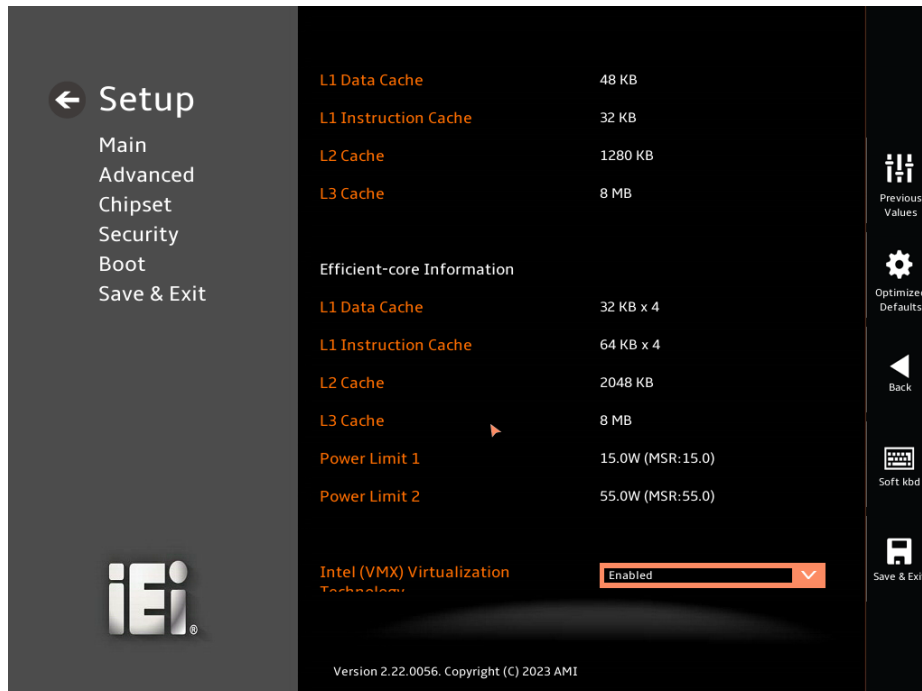 Setup
Main
Advanced
Chipset
Security
Boot
Save & Exit
iEi®
L1 Data Cache 48 KB
L1 Instruction Cache 32 KB
L2 Cache 1280 KB
L3 Cache 8 MB
Efficient-core Information
L1 Data Cache 32 KB x 4
L1 Instruction Cache 64 KB x 4
L2 Cache 2048 KB
L3 Cache 8 MB
Power Limit 1 15.0W (MSR:15.0)
Power Limit 2 55.0W (MSR:55.0)
Intel (VMX) Virtualization Enabled
Technology
Version 2.22.0056. Copyright (C) 2023 AMI
Previous
Values
Optimized
Defaults
Back
Soft kbd
Save & Exi